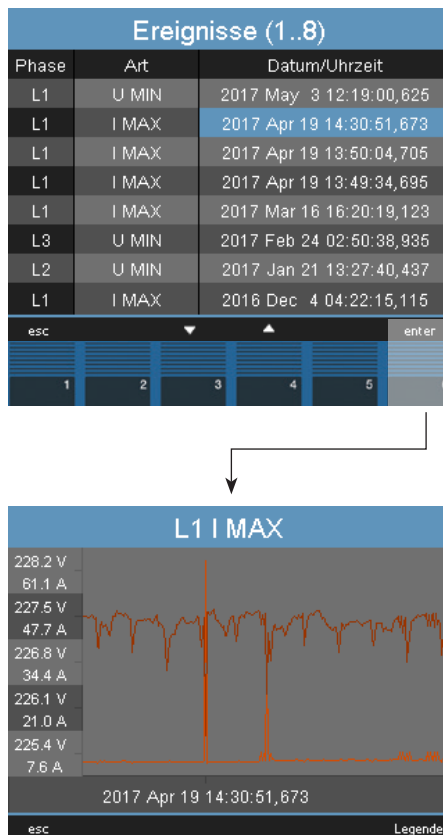 Ereignisse (1..8)
Phase Art Datum/Uhrzeit
L1 U MIN 2017 May 3 12:19:00,625
L1 I MAX 2017 Apr 19 14:30:51,673
L1 I MAX 2017 Apr 19 13:50:04,705
L1 I MAX 2017 Apr 19 13:49:34,695
L1 I MAX 2017 Mar 16 16:20:19,123
L3 U MIN 2017 Feb 24 02:50:38,935
L2 U MIN 2017 Jan 21 13:27:40,437
L1 I MAX 2016 Dec 4 04:22:15,115
esc enter
1 2 3 4 5
L1 I MAX
228.2 V
61.1 A
227.5 V
47.7 A
226.8 V
34.4 A
226.1 V
21.0 A
225.4 V
7.6 A
2017 Apr 19 14:30:51,673
esc Legende